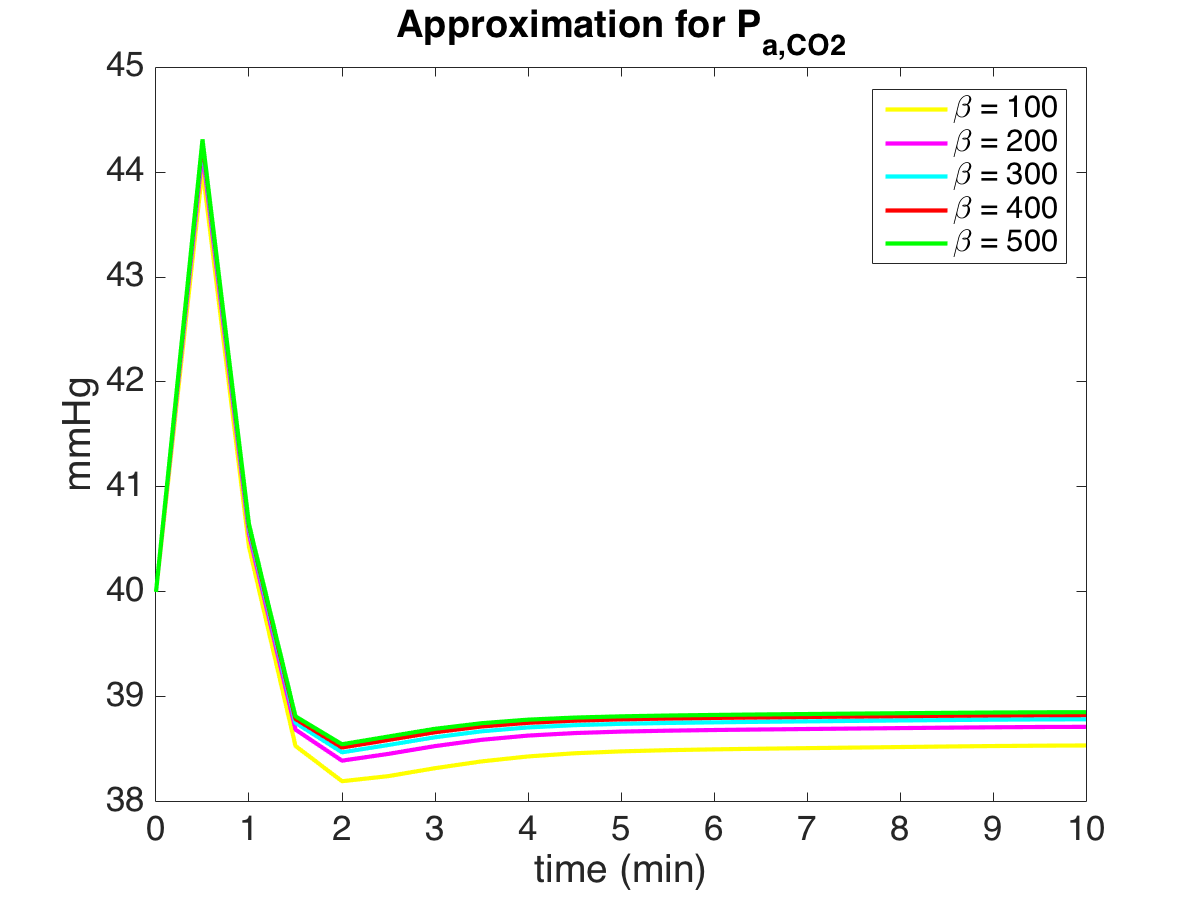 Approximation for P
a,CO2
45
44
43
42
41
40
39
38
mmHg
β = 100
β = 200
β = 300
β = 400
β = 500
0 1 2 3 4 5 6 7 8 9 10
time (min)